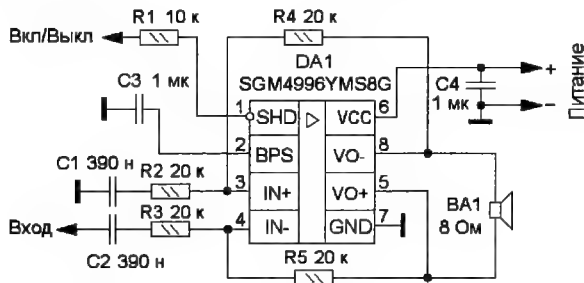 R1 10 к
R4 20 к
Вкл/Выкл
DA1
SGM4996YMS8G
C3 1 мк
C4
1 мк
+
−
Питание
1
SHD
VCC
6
2
BPS
VO-
8
C1 390 н
R2 20 к
3
IN+
VO+
5
BA1
8 Ом
R3 20 к
Вход
4
IN-
GND
7
C2 390 н
R5 20 к